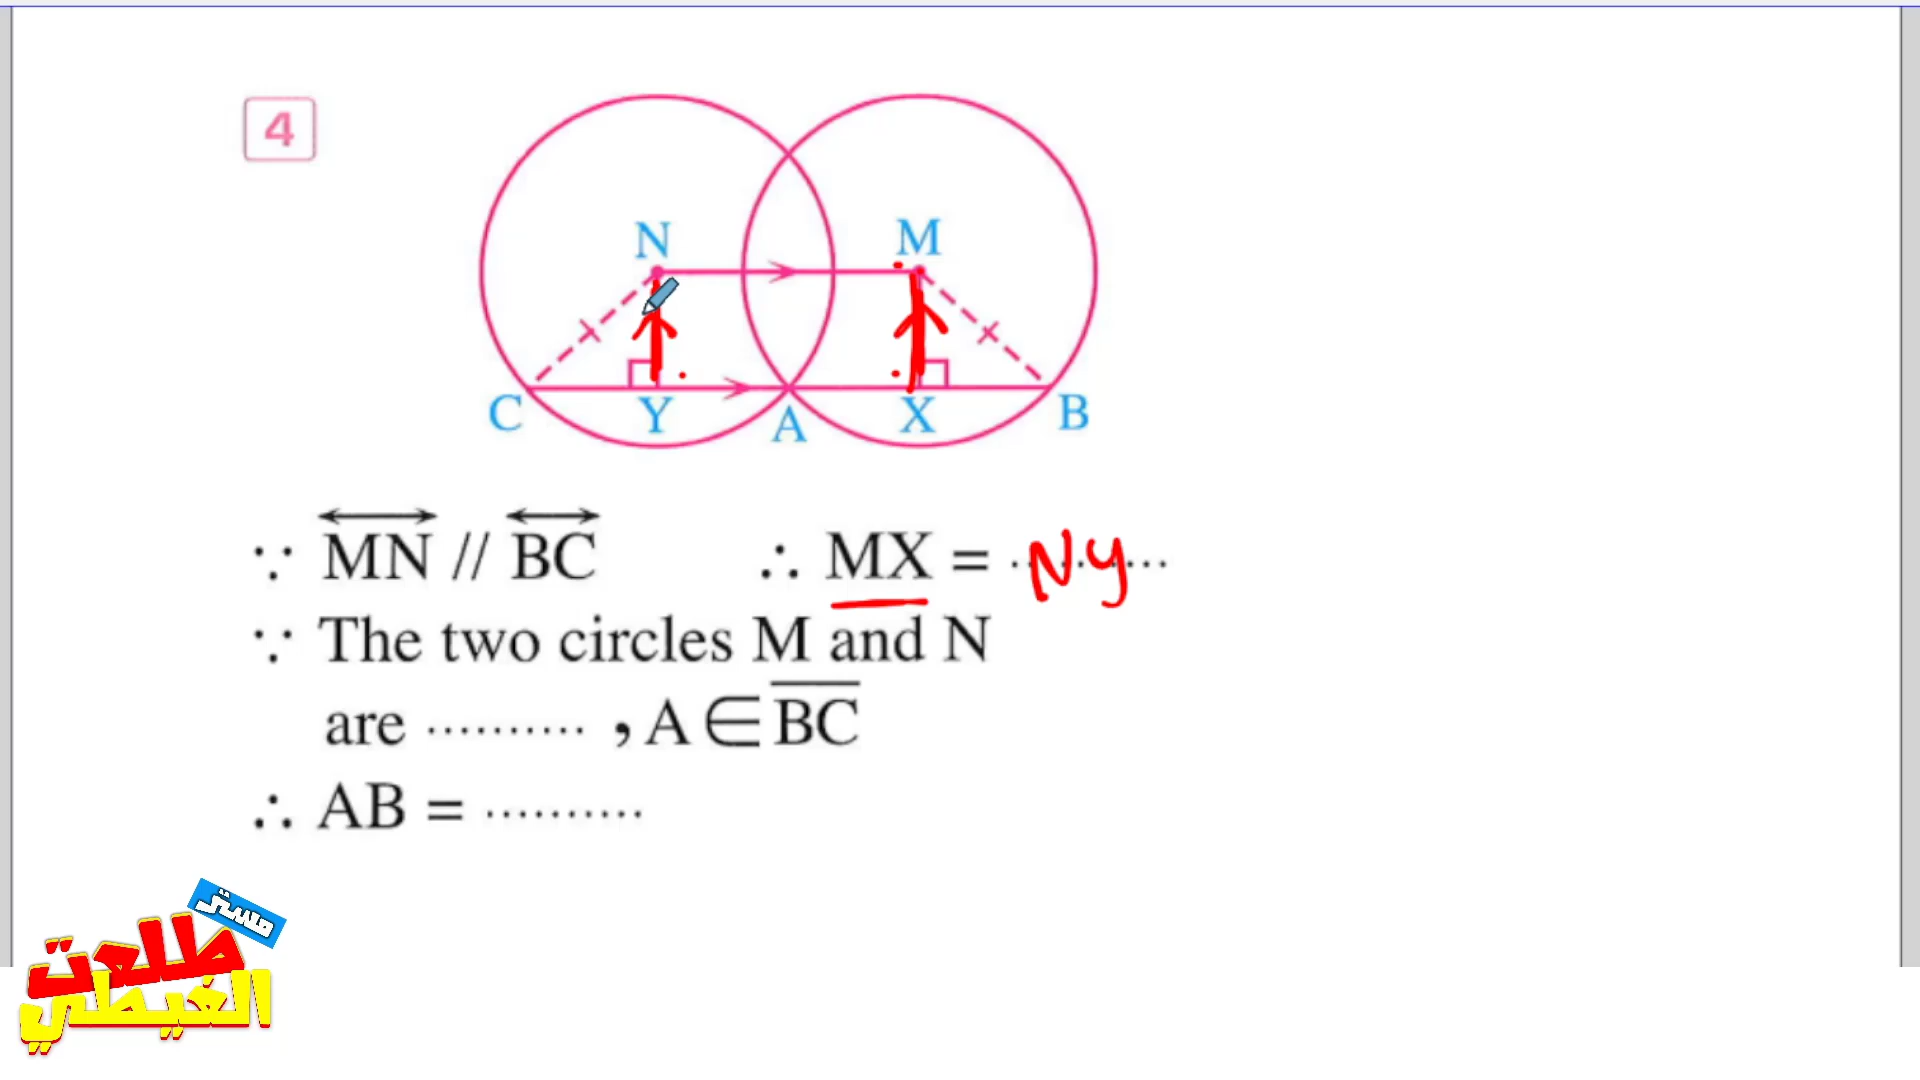 4
N M
C Y A X B
∵ MN // BC ∴ MX = Ny
∵ The two circles M and N
are .......... , A ∈ BC
∴ AB = ..........
مستر
طلعت
الغيطي